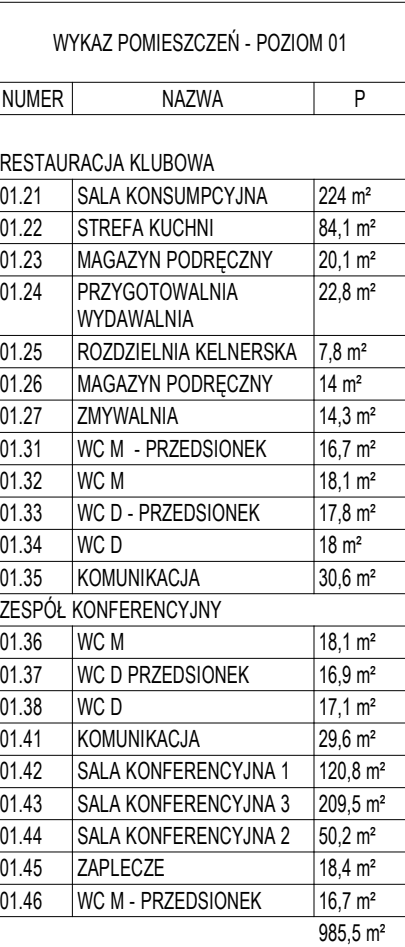 WYKAZ POMIESZCZEŃ - POZIOM 01
NUMER NAZWA P
RESTAURACJA KLUBOWA
01.21 SALA KONSUMPCYJNA 224 m²
01.22 STREFA KUCHNI 84,1 m²
01.23 MAGAZYN PODRĘCZNY 20,1 m²
01.24 PRZYGOTOWALNIA 22,8 m²
WYDAWALNIA
01.25 ROZDZIELNIA KELNERSKA 7,8 m²
01.26 MAGAZYN PODRĘCZNY 14 m²
01.27 ZMYWALNIA 14,3 m²
01.31 WC M - PRZEDSIONEK 16,7 m²
01.32 WC M 18,1 m²
01.33 WC D - PRZEDSIONEK 17,8 m²
01.34 WC D 18 m²
01.35 KOMUNIKACJA 30,6 m²
ZESPÓŁ KONFERENCYJNY
01.36 WC M 18,1 m²
01.37 WC D PRZEDSIONEK 16,9 m²
01.38 WC D 17,1 m²
01.41 KOMUNIKACJA 29,6 m²
01.42 SALA KONFERENCYJNA 1 120,8 m²
01.43 SALA KONFERENCYJNA 3 209,5 m²
01.44 SALA KONFERENCYJNA 2 50,2 m²
01.45 ZAPLECZE 18,4 m²
01.46 WC M - PRZEDSIONEK 16,7 m²
985,5 m²